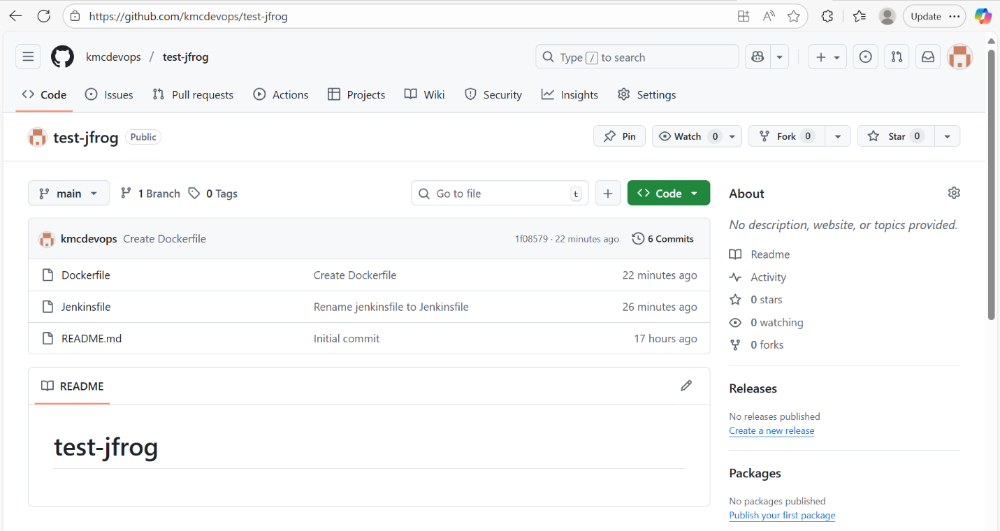 https://github.com/kmcdevops/test-jfrog
Update
kmcdevops / test-jfrog
Type / to search
Code Issues Pull requests Actions Projects Wiki Security Insights Settings
test-jfrog Public
Pin Watch 0 Fork 0 Star 0
main 1 Branch 0 Tags
Go to file t
Code
kmcdevops Create Dockerfile 1f08579 · 22 minutes ago 6 Commits
Dockerfile Create Dockerfile 22 minutes ago
Jenkinsfile Rename jenkinsfile to Jenkinsfile 26 minutes ago
README.md Initial commit 17 hours ago
README
test-jfrog
About
No description, website, or topics provided.
Readme
Activity
0 stars
0 watching
0 forks
Releases
No releases published
Create a new release
Packages
No packages published
Publish your first package